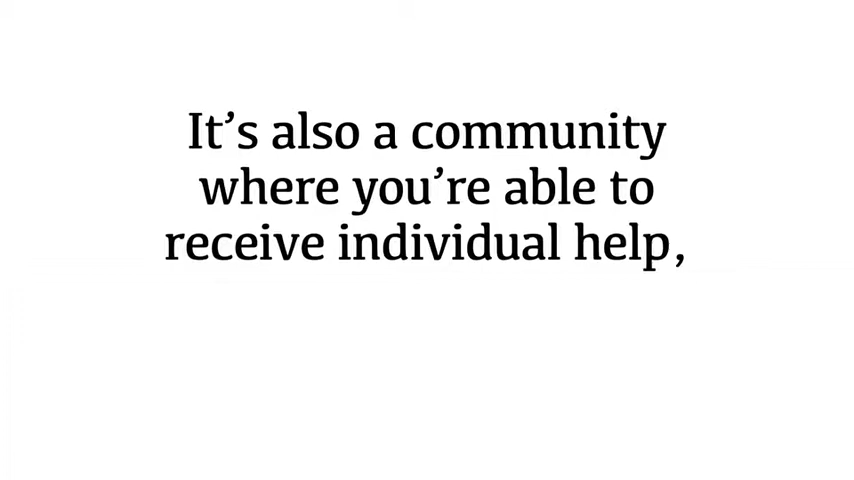 It’s also a community
where you’re able to
receive individual help,